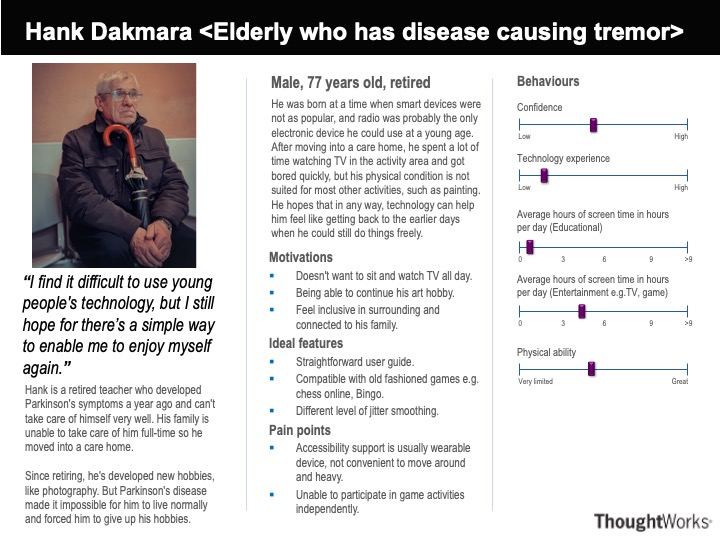 Hank Dakmara <Elderly who has disease causing tremor>
“I find it difficult to use young
people's technology, but I still
hope for there’s a simple way
to enable me to enjoy myself
again.”
Hank is a retired teacher who developed
Parkinson's symptoms a year ago and can't
take care of himself very well. His family is
unable to take care of him full-time so he
moved into a care home.
Since retiring, he's developed new hobbies,
like photography. But Parkinson's disease
made it impossible for him to live normally
and forced him to give up his hobbies.
Male, 77 years old, retired
He was born at a time when smart devices were
not as popular, and radio was probably the only
electronic device he could use at a young age.
After moving into a care home, he spent a lot of
time watching TV in the activity area and got
bored quickly, but his physical condition is not
suited for most other activities, such as painting.
He hopes that in any way, technology can help
him feel like getting back to the earlier days
when he could still do things freely.
Motivations
Doesn't want to sit and watch TV all day.
Being able to continue his art hobby.
Feel inclusive in surrounding and
connected to his family.
Ideal features
Straightforward user guide.
Compatible with old fashioned games e.g.
chess online, Bingo.
Different level of jitter smoothing.
Pain points
Accessibility support is usually wearable
device, not convenient to move around
and heavy.
Unable to participate in game activities
independently.
Behaviours
Confidence
Low High
Technology experience
Low High
Average hours of screen time in hours
per day (Educational)
0 3 6 9 >9
Average hours of screen time in hours
per day (Entertainment e.g.TV, game)
0 3 6 9 >9
Physical ability
Very limited Great
ThoughtWorks®